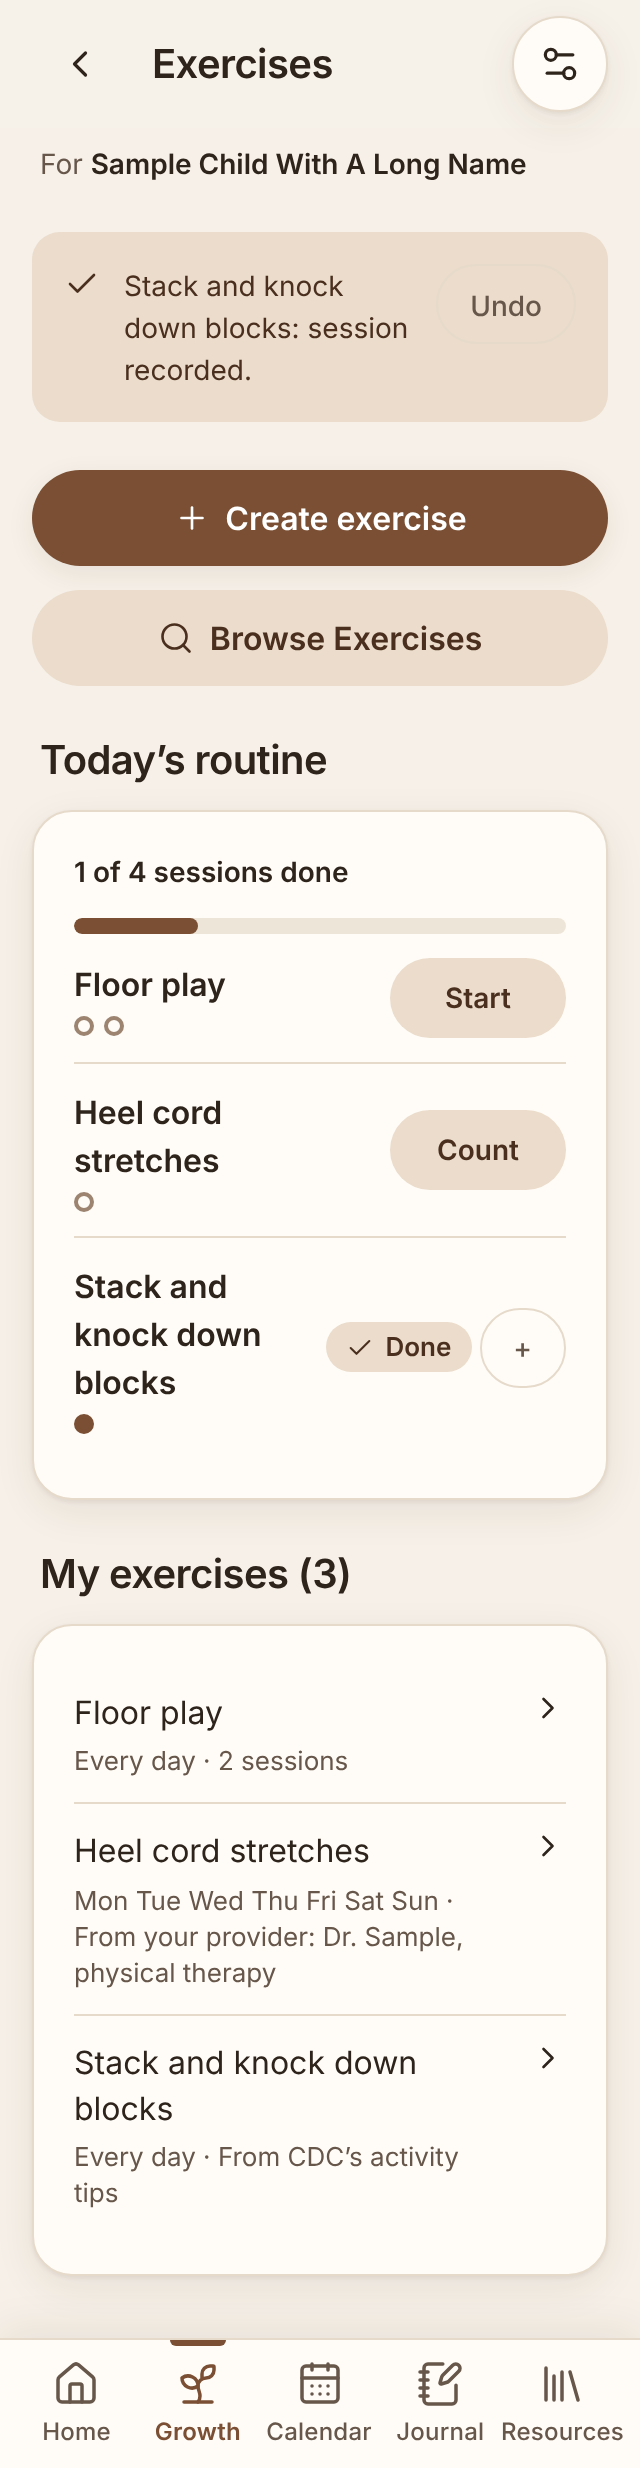 Exercises
For Sample Child With A Long Name
Stack and knock
down blocks: session
recorded.
Undo
Create exercise
Browse Exercises
Today’s routine
1 of 4 sessions done
Floor play
Start
Heel cord
stretches
Count
Stack and
knock down
blocks
Done
+
My exercises (3)
Floor play
Every day · 2 sessions
Heel cord stretches
Mon Tue Wed Thu Fri Sat Sun ·
From your provider: Dr. Sample,
physical therapy
Stack and knock down
blocks
Every day · From CDC’s activity
tips
Home
Growth
Calendar
Journal
Resources